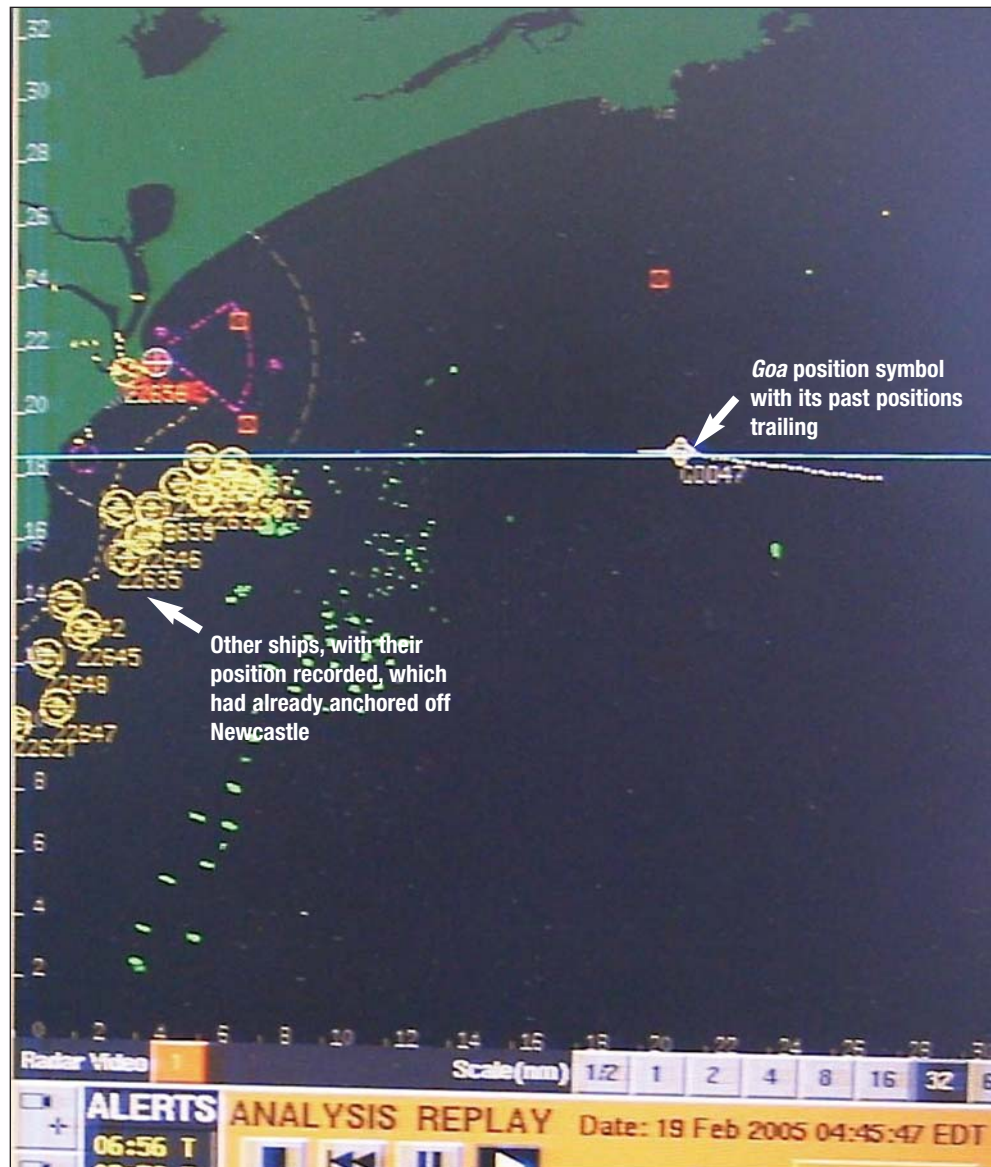 32
30
28
26
24
22
22656
20
Goa position symbol
with its past positions
trailing
18
00047
16
22646
22635
14
22645
22648
22647
22621
Other ships, with their
position recorded, which
had already anchored off
Newcastle
8
6
4
2
0 2 4 6 8 10 12 14 16 18 20 22 24 26 28
Radar Video 1 Scale(nm) 1/2 1 2 4 8 16 32
ALERTS ANALYSIS REPLAY Date: 19 Feb 2005 04:45:47 EDT
06:56 T